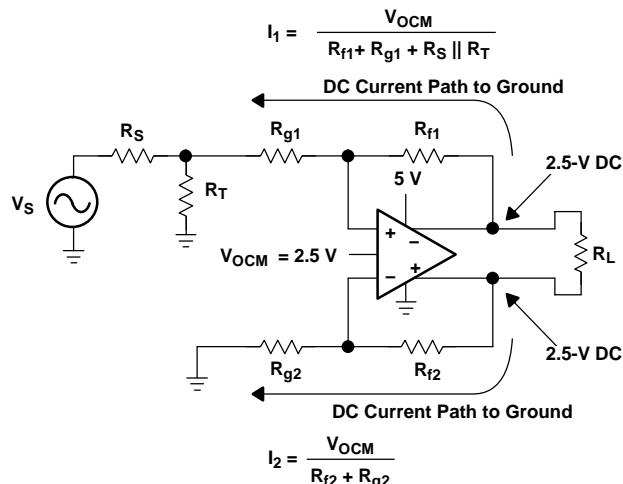 I1 = VOCM / Rf1+ Rg1 + RS || RT
DC Current Path to Ground
RS
Rg1
Rf1
2.5-V DC
5 V
RT
VS
+
−
VOCM = 2.5 V
RL
−
+
Rg2
Rf2
2.5-V DC
DC Current Path to Ground
I2 = VOCM / Rf2 + Rg2